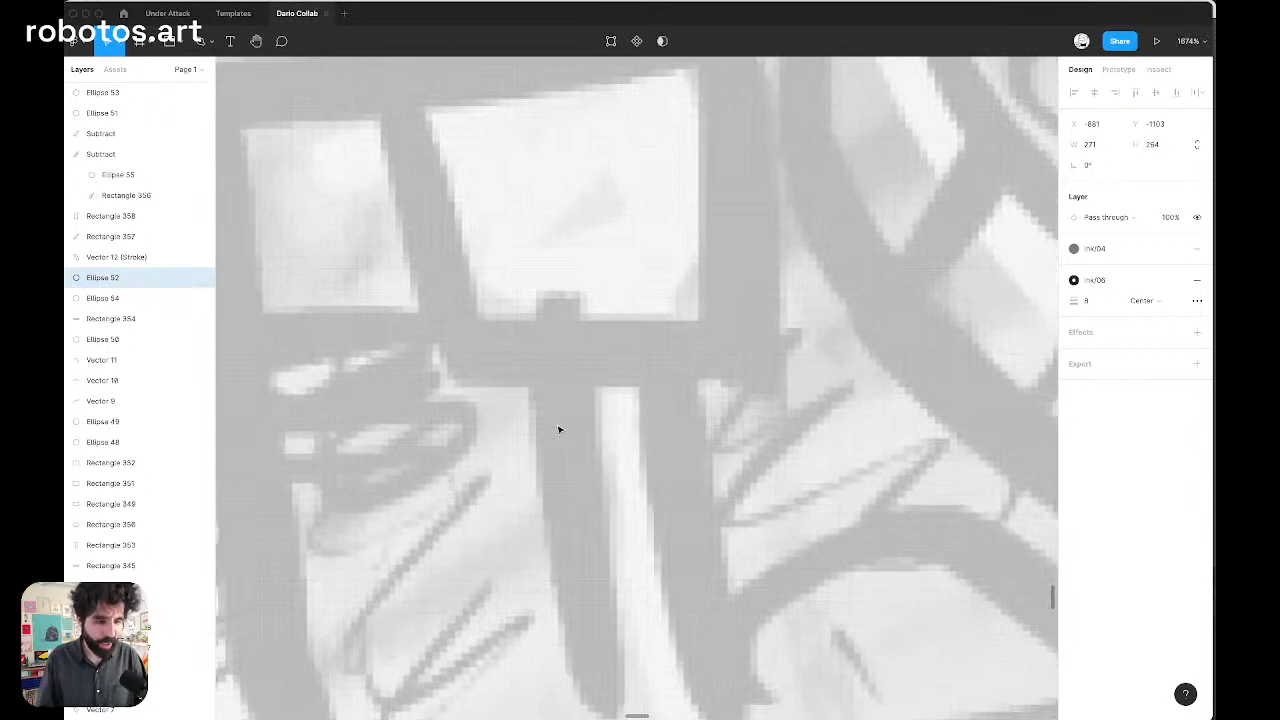 robotos.art
Under Attack
Templates
Dario Collab
Share
1674%
Layers
Assets
Page 1
Design
Prototype
Inspect
Ellipse 53
Ellipse 51
Subtract
Subtract
Ellipse 55
Rectangle 356
Rectangle 358
Rectangle 357
Vector 12 (Stroke)
Ellipse 52
Ellipse 54
Rectangle 354
Ellipse 50
Vector 11
Vector 10
Vector 9
Ellipse 49
Ellipse 48
Rectangle 352
Rectangle 351
Rectangle 349
Rectangle 350
Rectangle 353
Rectangle 345
Vector 7
X -881 Y -1103
W 271 H 264
0°
Layer
Pass through 100%
Ink/04
Ink/06
8 Center
Effects
Export
?